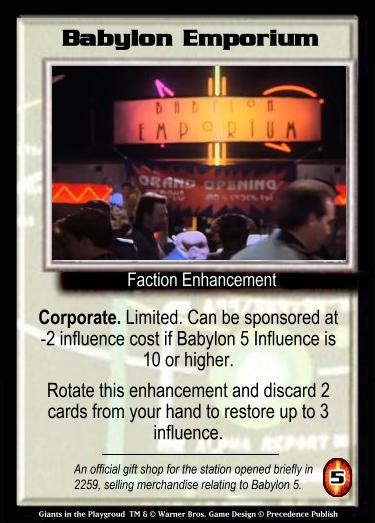 Babylon Emporium
BABYLON
EMPORIUM
GRAND OPENING
Faction Enhancement
Corporate. Limited. Can be sponsored at
-2 influence cost if Babylon 5 Influence is
10 or higher.
Rotate this enhancement and discard 2
cards from your hand to restore up to 3
influence.
An official gift shop for the station opened briefly in
2259, selling merchandise relating to Babylon 5.
5
Giants in the Playgroud TM & © Warner Bros. Game Design © Precedence Publish